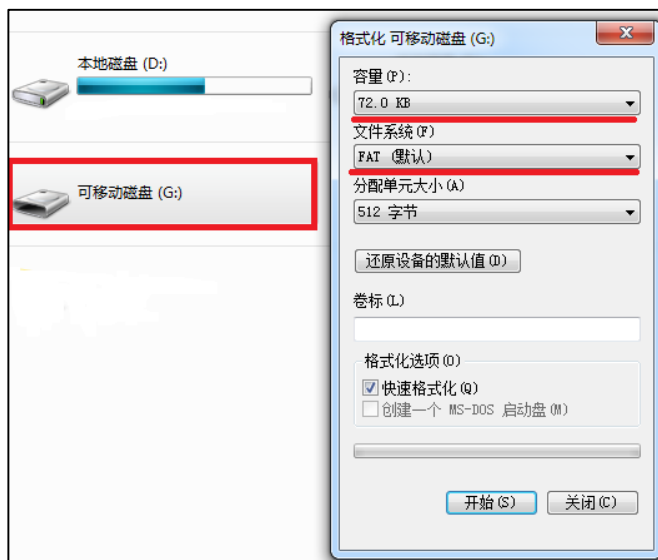 本地磁盘 (D:)
可移动磁盘 (G:)
格式化 可移动磁盘 (G:)
容量(P):
72.0 KB
文件系统(F)
FAT (默认)
分配单元大小(A)
512 字节
还原设备的默认值(D)
卷标(L)
格式化选项(O)
快速格式化(Q)
创建一个 MS-DOS 启动盘(M)
开始(S)
关闭(C)